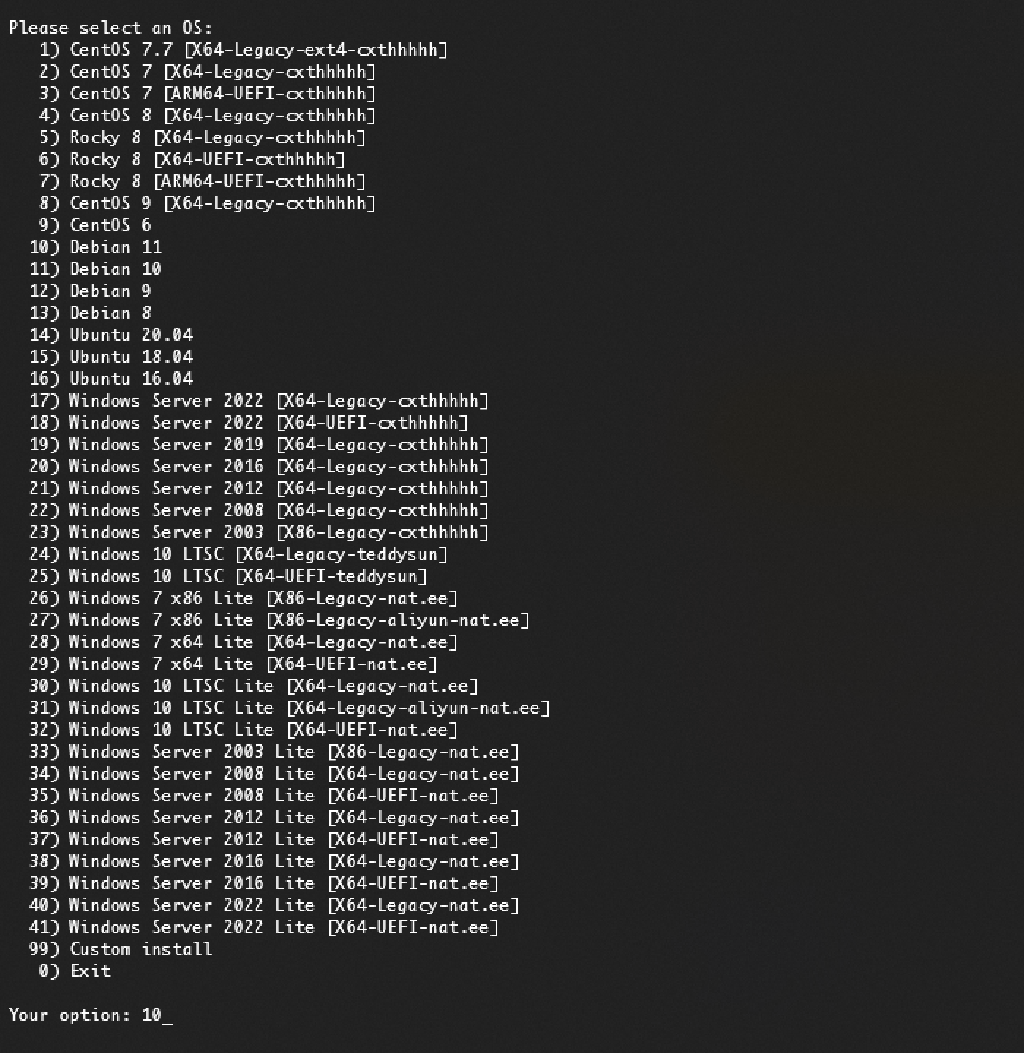 Please select an OS:
1) CentOS 7.7 [X64-Legacy-ext4-cxthhhhh]
2) CentOS 7 [X64-Legacy-cxthhhhh]
3) CentOS 7 [ARM64-UEFI-cxthhhhh]
4) CentOS 8 [X64-Legacy-cxthhhhh]
5) Rocky 8 [X64-Legacy-cxthhhhh]
6) Rocky 8 [X64-UEFI-cxthhhhh]
7) Rocky 8 [ARM64-UEFI-cxthhhhh]
8) CentOS 9 [X64-Legacy-cxthhhhh]
9) CentOS 6
10) Debian 11
11) Debian 10
12) Debian 9
13) Debian 8
14) Ubuntu 20.04
15) Ubuntu 18.04
16) Ubuntu 16.04
17) Windows Server 2022 [X64-Legacy-cxthhhhh]
18) Windows Server 2022 [X64-UEFI-cxthhhhh]
19) Windows Server 2019 [X64-Legacy-cxthhhhh]
20) Windows Server 2016 [X64-Legacy-cxthhhhh]
21) Windows Server 2012 [X64-Legacy-cxthhhhh]
22) Windows Server 2008 [X64-Legacy-cxthhhhh]
23) Windows Server 2003 [X86-Legacy-cxthhhhh]
24) Windows 10 LTSC [X64-Legacy-teddysun]
25) Windows 10 LTSC [X64-UEFI-teddysun]
26) Windows 7 x86 Lite [X86-Legacy-nat.ee]
27) Windows 7 x86 Lite [X86-Legacy-aliyun-nat.ee]
28) Windows 7 x64 Lite [X64-Legacy-nat.ee]
29) Windows 7 x64 Lite [X64-UEFI-nat.ee]
30) Windows 10 LTSC Lite [X64-Legacy-nat.ee]
31) Windows 10 LTSC Lite [X64-Legacy-aliyun-nat.ee]
32) Windows 10 LTSC Lite [X64-UEFI-nat.ee]
33) Windows Server 2003 Lite [X86-Legacy-nat.ee]
34) Windows Server 2008 Lite [X64-Legacy-nat.ee]
35) Windows Server 2008 Lite [X64-UEFI-nat.ee]
36) Windows Server 2012 Lite [X64-Legacy-nat.ee]
37) Windows Server 2012 Lite [X64-UEFI-nat.ee]
38) Windows Server 2016 Lite [X64-Legacy-nat.ee]
39) Windows Server 2016 Lite [X64-UEFI-nat.ee]
40) Windows Server 2022 Lite [X64-Legacy-nat.ee]
41) Windows Server 2022 Lite [X64-UEFI-nat.ee]
99) Custom install
0) Exit
Your option: 10_